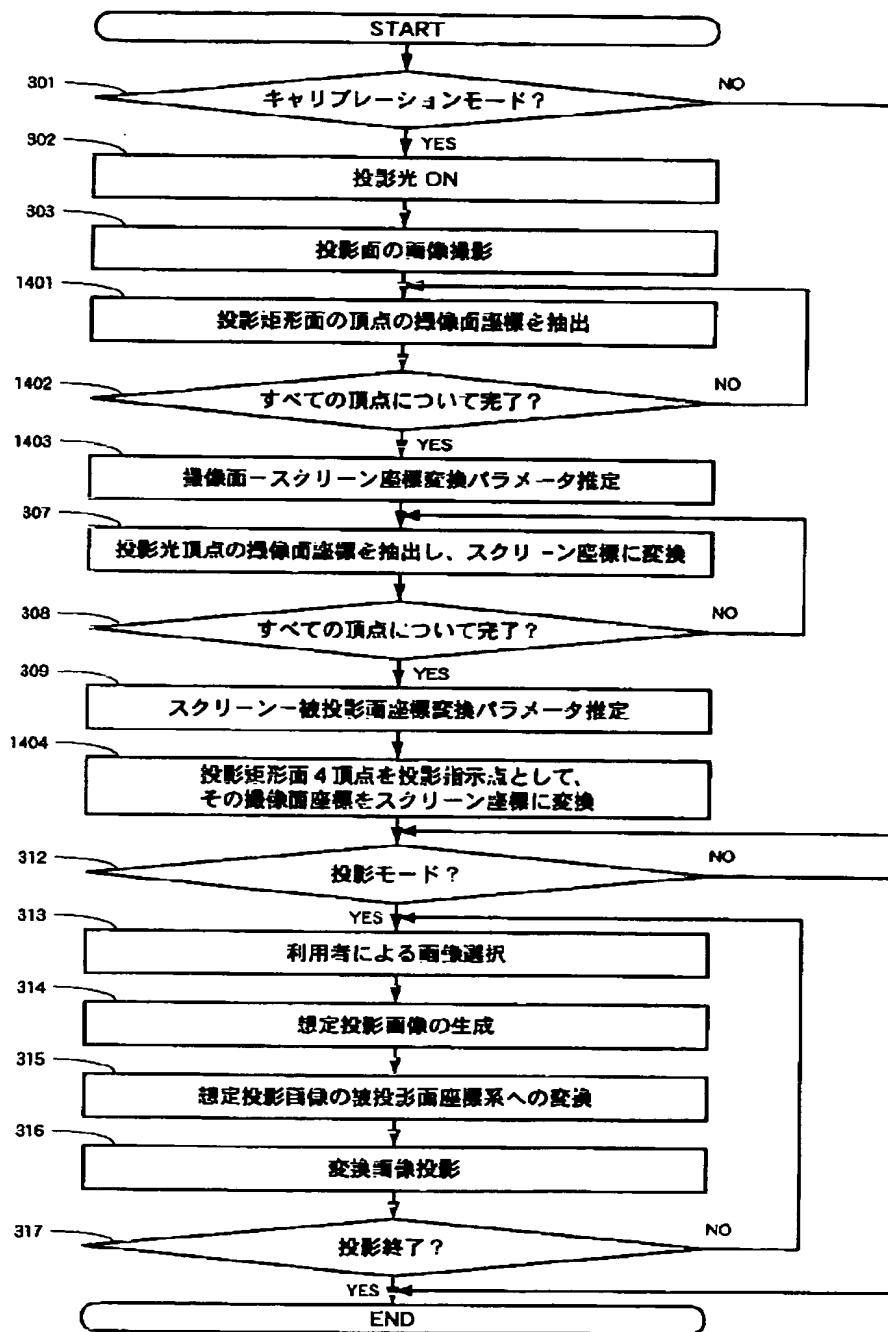 START
301
キャリブレーションモード？
NO
YES
302
投影光 ON
303
投影面の画像撮影
1401
投影矩形面の頂点の撮像面座標を抽出
1402
すべての頂点について完了？
NO
YES
1403
撮像面－スクリーン座標変換パラメータ推定
307
投影光頂点の撮像面座標を抽出し、スクリーン座標に変換
308
すべての頂点について完了？
NO
YES
309
スクリーン－被投影面座標変換パラメータ推定
1404
投影矩形面４頂点を投影指示点として、
その撮像面座標をスクリーン座標に変換
312
投影モード？
NO
YES
313
利用者による画像選択
314
想定投影画像の生成
315
想定投影画像の被投影面座標系への変換
316
変換画像投影
317
投影終了？
NO
YES
END